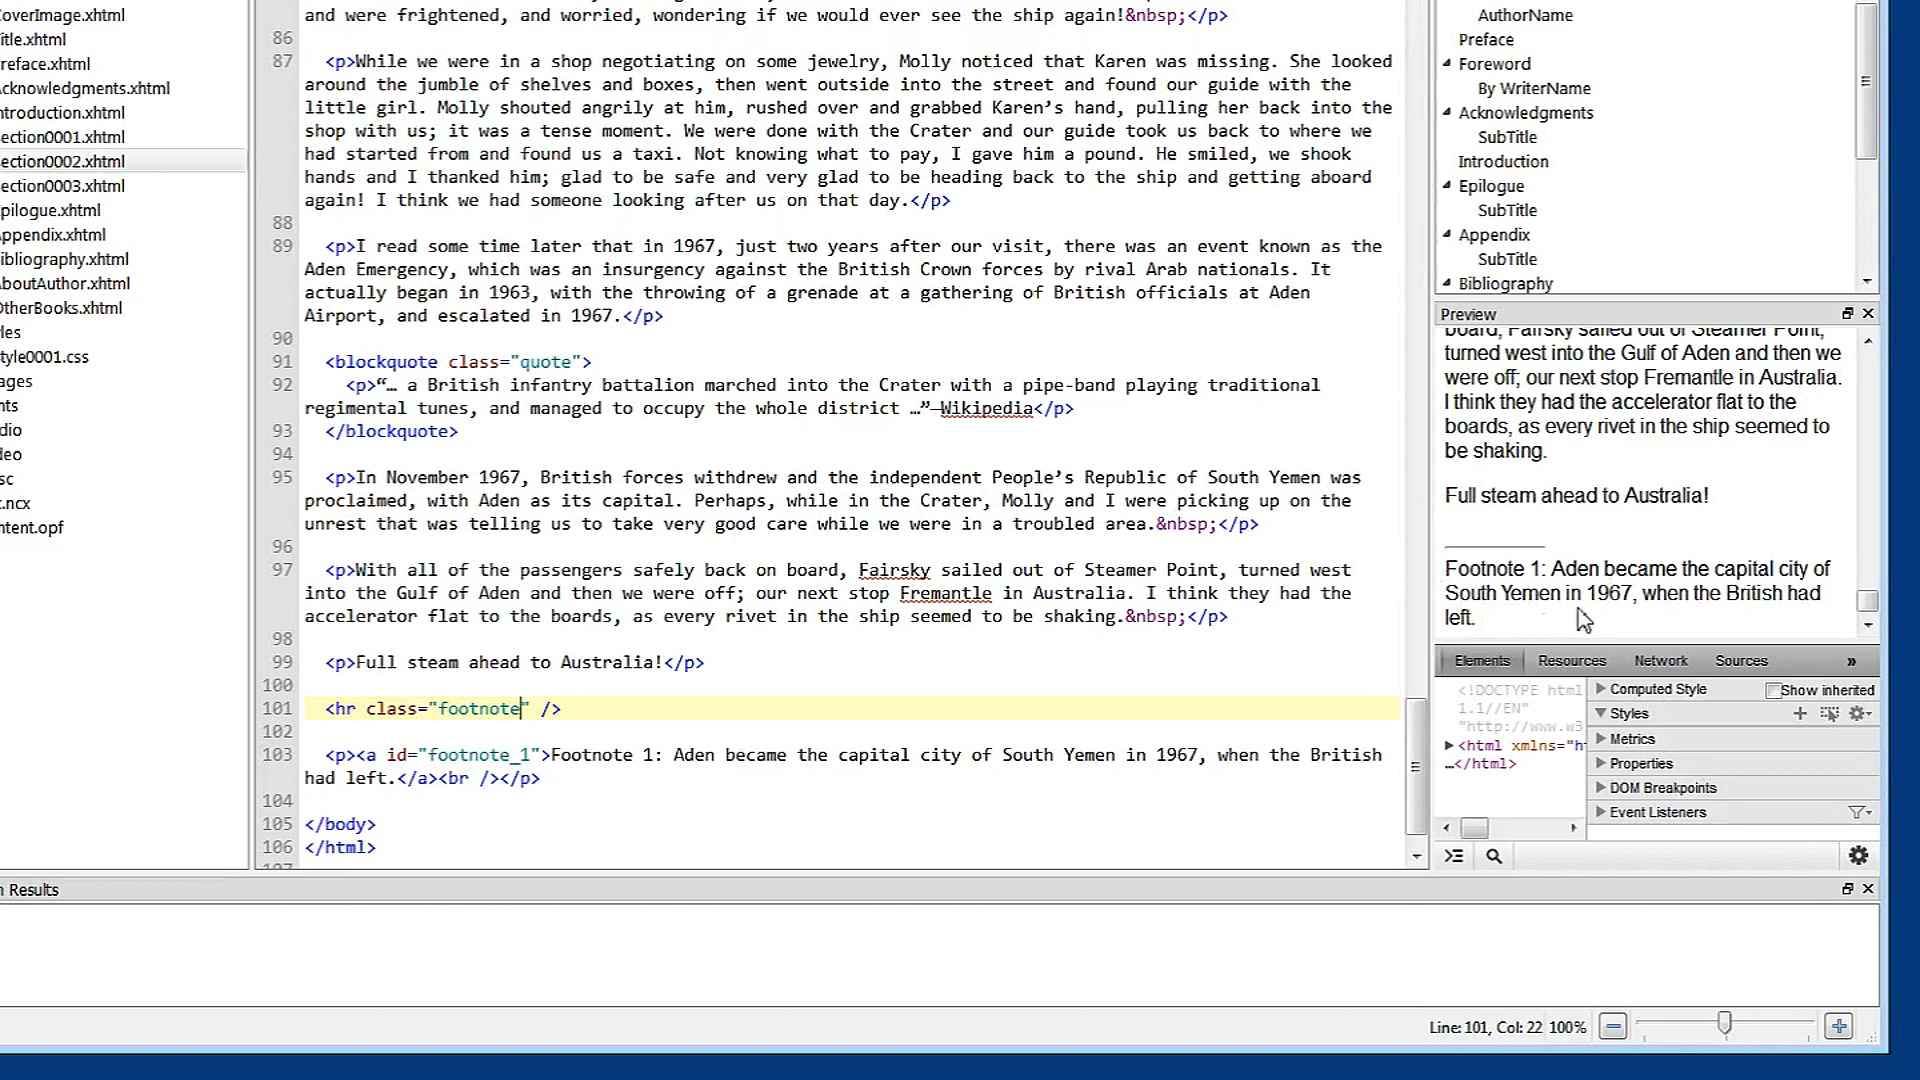 CoverImage.xhtml
Title.xhtml
reface.xhtml
cknowledgments.xhtml
ntroduction.xhtml
ection0001.xhtml
ection0002.xhtml
ection0003.xhtml
pilogue.xhtml
ppendix.xhtml
ibliography.xhtml
AboutAuthor.xhtml
OtherBooks.xhtml
les
tyle0001.css
ages
nts
dio
deo
sc
c.ncx
ntent.opf
and were frightened, and worried, wondering if we would ever see the ship again!&nbsp;</p>
86
87 <p>While we were in a shop negotiating on some jewelry, Molly noticed that Karen was missing. She looked
around the jumble of shelves and boxes, then went outside into the street and found our guide with the
little girl. Molly shouted angrily at him, rushed over and grabbed Karen’s hand, pulling her back into the
shop with us; it was a tense moment. We were done with the Crater and our guide took us back to where we
had started from and found us a taxi. Not knowing what to pay, I gave him a pound. He smiled, we shook
hands and I thanked him; glad to be safe and very glad to be heading back to the ship and getting aboard
again! I think we had someone looking after us on that day.</p>
88
89 <p>I read some time later that in 1967, just two years after our visit, there was an event known as the
Aden Emergency, which was an insurgency against the British Crown forces by rival Arab nationals. It
actually began in 1963, with the throwing of a grenade at a gathering of British officials at Aden
Airport, and escalated in 1967.</p>
90
91 <blockquote class="quote">
92 <p>“… a British infantry battalion marched into the Crater with a pipe-band playing traditional
regimental tunes, and managed to occupy the whole district …”—Wikipedia</p>
93 </blockquote>
94
95 <p>In November 1967, British forces withdrew and the independent People’s Republic of South Yemen was
proclaimed, with Aden as its capital. Perhaps, while in the Crater, Molly and I were picking up on the
unrest that was telling us to take very good care while we were in a troubled area.&nbsp;</p>
96
97 <p>With all of the passengers safely back on board, Fairsky sailed out of Steamer Point, turned west
into the Gulf of Aden and then we were off; our next stop Fremantle in Australia. I think they had the
accelerator flat to the boards, as every rivet in the ship seemed to be shaking.&nbsp;</p>
98
99 <p>Full steam ahead to Australia!</p>
100
101 <hr class="footnote" />
102
103 <p><a id="footnote_1">Footnote 1: Aden became the capital city of South Yemen in 1967, when the British
had left.</a><br /></p>
104
105 </body>
106 </html>
107
AuthorName
Preface
Foreword
By WriterName
Acknowledgments
SubTitle
Introduction
Epilogue
SubTitle
Appendix
SubTitle
Bibliography
Preview
board, Fairsky sailed out of Steamer Point,
turned west into the Gulf of Aden and then we
were off; our next stop Fremantle in Australia.
I think they had the accelerator flat to the
boards, as every rivet in the ship seemed to
be shaking.
Full steam ahead to Australia!
Footnote 1: Aden became the capital city of
South Yemen in 1967, when the British had
left.
Elements Resources Network Sources »
<!DOCTYPE html
1.1//EN"
"http://www.w3
<html xmlns="h
…</html>
Computed Style Show inherited
Styles
Metrics
Properties
DOM Breakpoints
Event Listeners
n Results
Line: 101, Col: 22 100%